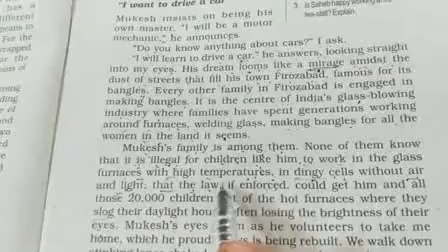 "I want to drive a car"
Mukesh insists on being his
own master. "I will be a motor
mechanic," he announces.
"Do you know anything about cars?" I ask.
"I will learn to drive a car," he answers, looking straight
into my eyes. His dream looms like a mirage amidst the
dust of streets that fill his town Firozabad, famous for its
bangles. Every other family in Firozabad is engaged in
making bangles. It is the centre of India's glass-blowing
industry where families have spent generations working
around furnaces, welding glass, making bangles for all the
women in the land it seems.
Mukesh's family is among them. None of them know
that it is illegal for children like him to work in the glass
furnaces with high temperatures, in dingy cells without air
and light; that the law, if enforced, could get him and all
those 20,000 children of the hot furnaces where they
slog their daylight often losing the brightness of their
eyes. Mukesh's eyes as he volunteers to take me
home, which he is being rebuilt. We walk
3 Is Saheb happy working
tea-stall? Explain.
has a
different
For the